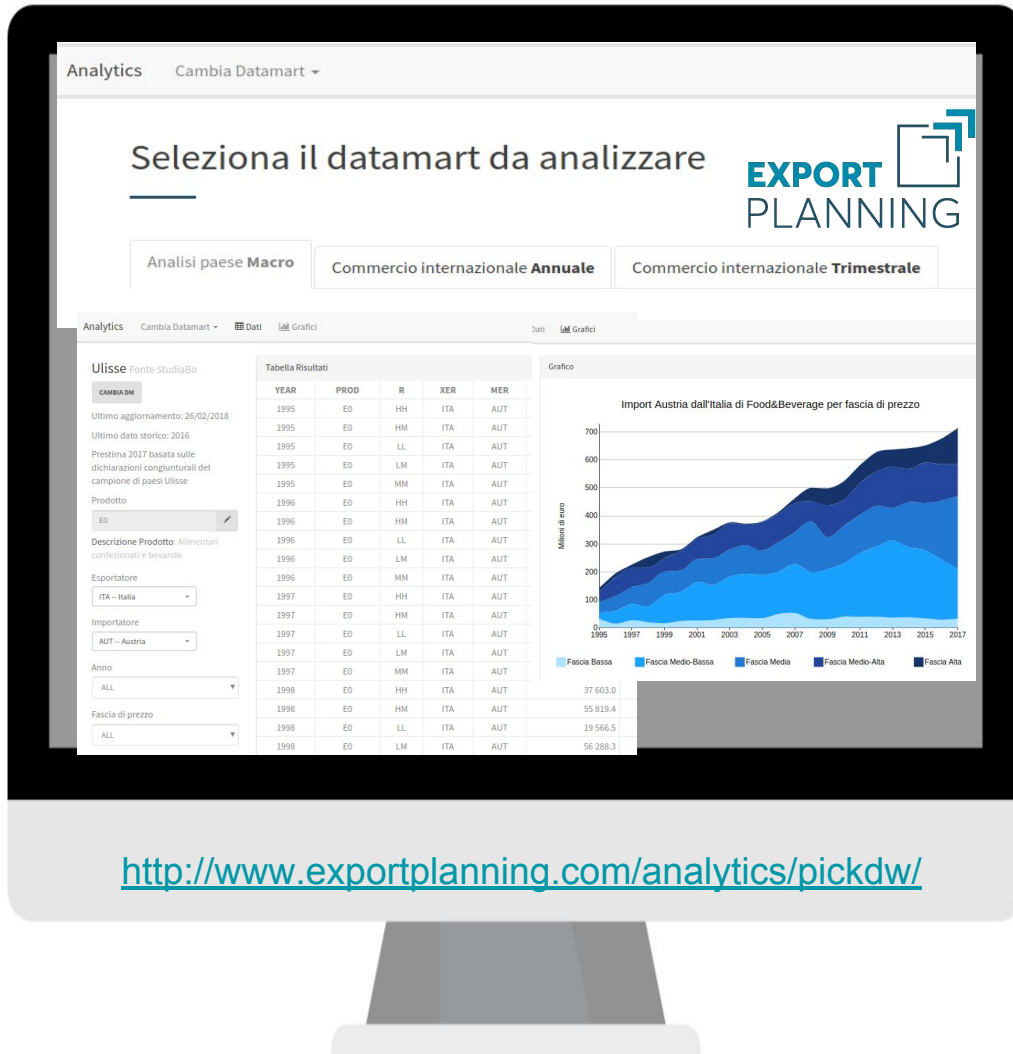 Analytics Cambia Datamart
Seleziona il datamart da analizzare
EXPORT
PLANNING
Analisi paese Macro
Commercio internazionale Annuale
Commercio internazionale Trimestrale
Analytics Cambia Datamart Dati Grafici
Ulisse Fonte StudiaBo
CAMBIA DM
Ultimo aggiornamento: 26/02/2018
Ultimo dato storico: 2016
Prestima 2017 basata sulle
dichiarazioni congiunturali del
campione di paesi Ulisse
Prodotto
E0
Descrizione Prodotto: Alimentari
confezionati e bevande
Esportatore
ITA -- Italia
Importatore
AUT -- Austria
Anno
ALL
Fascia di prezzo
ALL
Tabella Risultati
YEAR PROD R XER MER
1995 E0 HH ITA AUT
1995 E0 HM ITA AUT
1995 E0 LL ITA AUT
1995 E0 LM ITA AUT
1995 E0 MM ITA AUT
1996 E0 HH ITA AUT
1996 E0 HM ITA AUT
1996 E0 LL ITA AUT
1996 E0 LM ITA AUT
1996 E0 MM ITA AUT
1997 E0 HH ITA AUT
1997 E0 HM ITA AUT
1997 E0 LL ITA AUT
1997 E0 LM ITA AUT
1997 E0 MM ITA AUT
1998 E0 HH ITA AUT 37 603.0
1998 E0 HM ITA AUT 55 819.4
1998 E0 LL ITA AUT 19 566.5
1998 E0 LM ITA AUT 56 288.3
Dati Grafici
Grafico
Import Austria dall'Italia di Food&Beverage per fascia di prezzo
Milioni di euro
700
600
500
400
300
200
100
0
1995 1997 1999 2001 2003 2005 2007 2009 2011 2013 2015 2017
Fascia Bassa Fascia Medio-Bassa Fascia Media Fascia Medio-Alta Fascia Alta
http://www.exportplanning.com/analytics/pickdw/